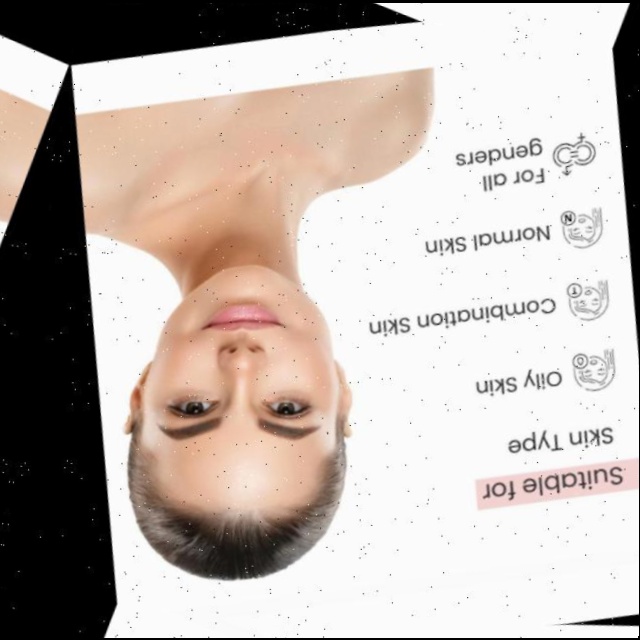 Suitable for
Skin Type
Oily Skin
Combination Skin
Normal Skin
For all
genders